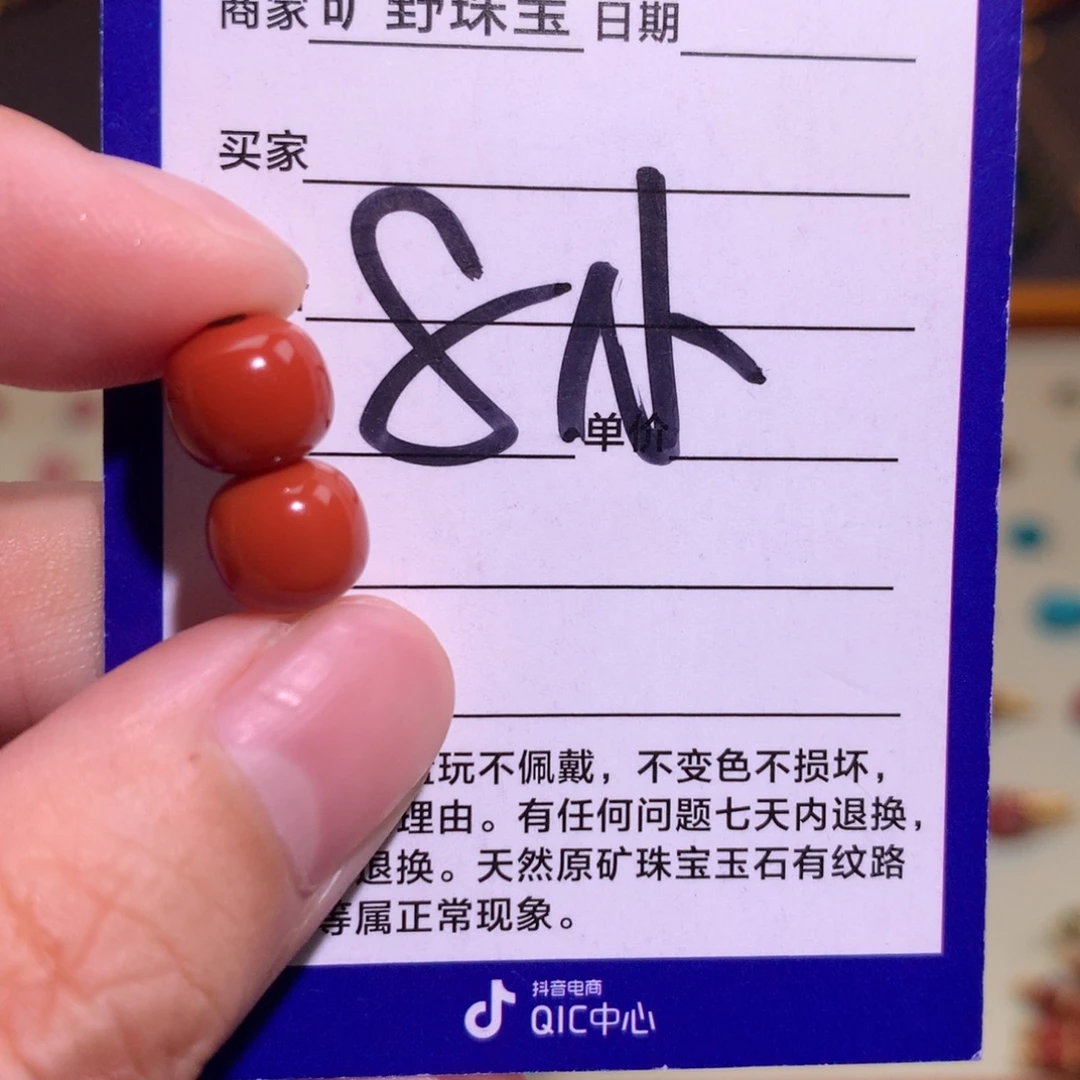 商家 野珠宝 日期
买家
单价
玩不佩戴，不变色不损坏，
理由。有任何问题七天内退换，
退换。天然原矿珠宝玉石有纹路
等属正常现象。
抖音电商
QIC中心